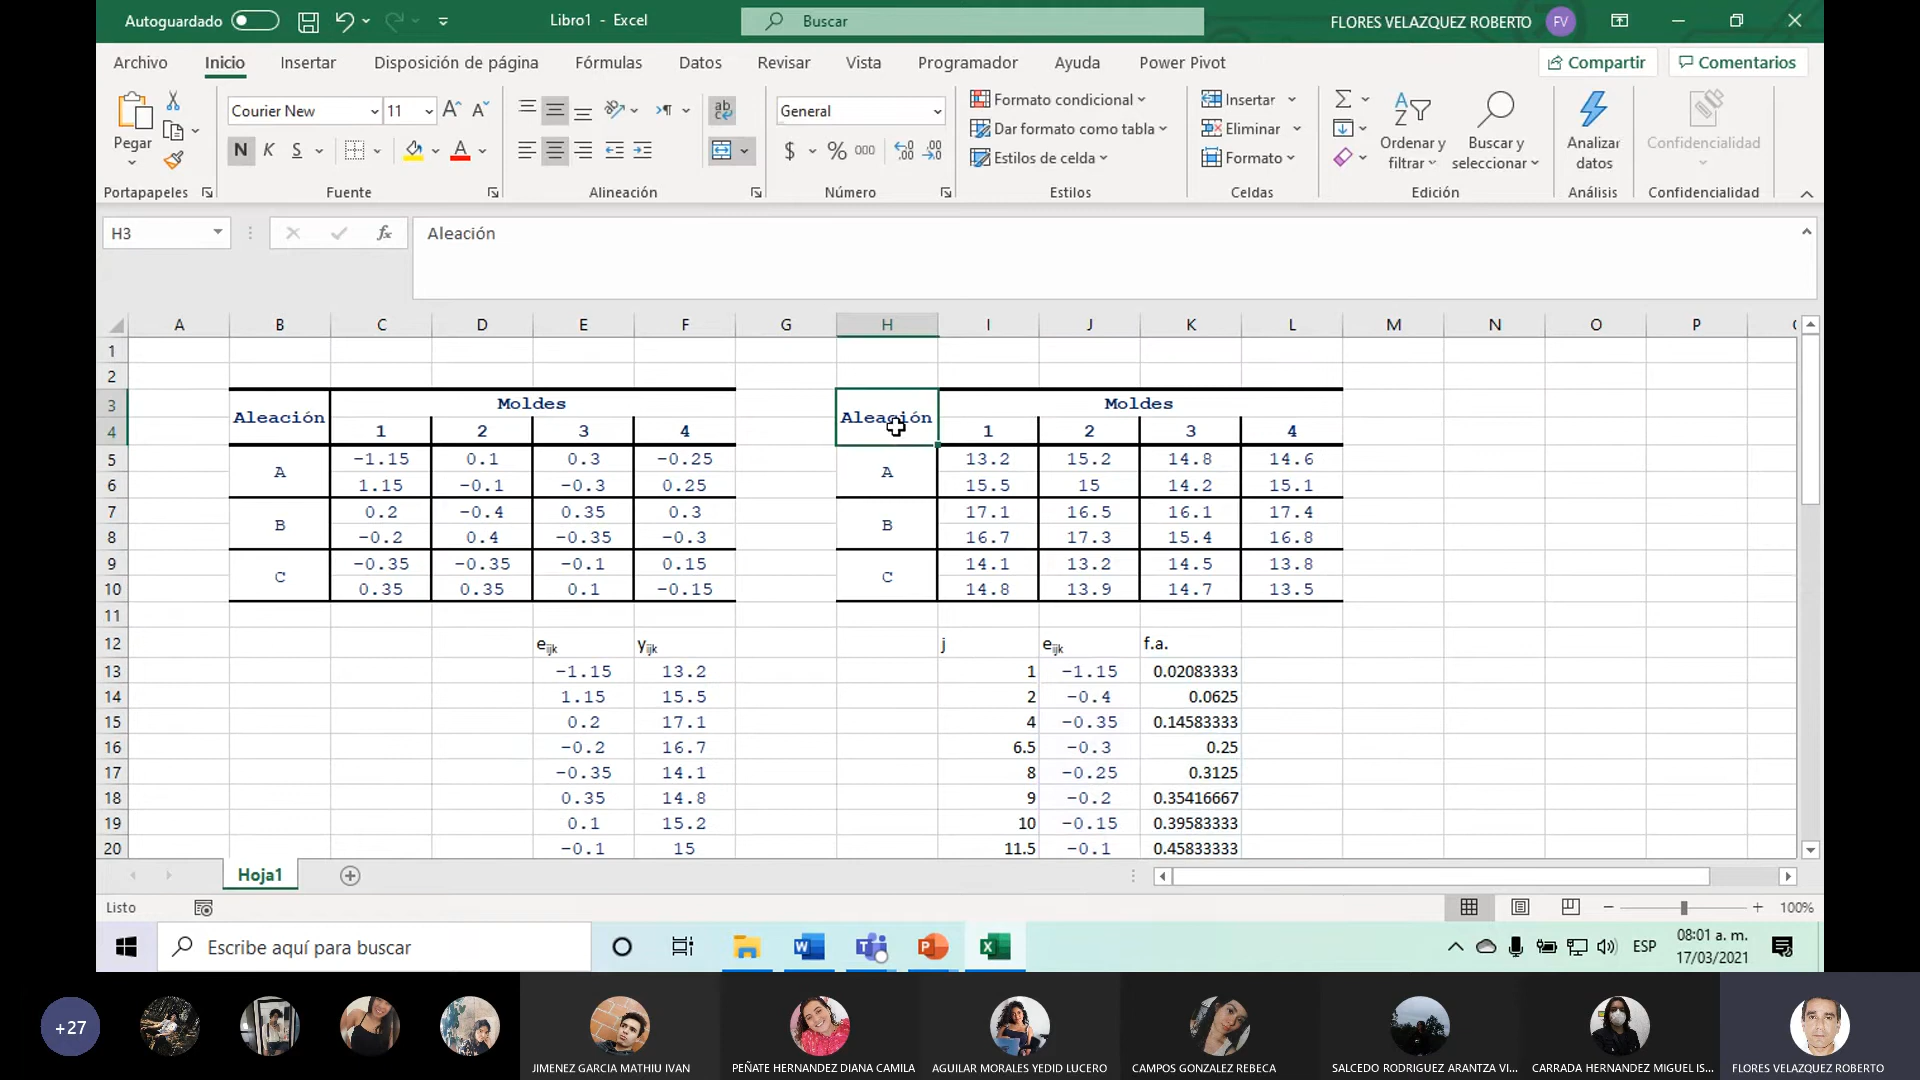 Autoguardado
Libro1 - Excel
Buscar
FLORES VELAZQUEZ ROBERTO
FV
Archivo Inicio Insertar Disposición de página Fórmulas Datos Revisar Vista Programador Ayuda Power Pivot
Compartir
Comentarios
Pegar
Portapapeles
Courier New 11
N K S
Fuente
Alineación
General
Número
Formato condicional
Dar formato como tabla
Estilos de celda
Estilos
Insertar
Eliminar
Formato
Celdas
Ordenar y filtrar
Buscar y seleccionar
Edición
Analizar datos
Análisis
Confidencialidad
Confidencialidad
H3
fx
Aleación
A B C D E F G H I J K L M N O P
1
2
3 Aleación Moldes Aleación Moldes
4 1 2 3 4 1 2 3 4
5 A -1.15 0.1 0.3 -0.25 A 13.2 15.2 14.8 14.6
6 1.15 -0.1 -0.3 0.25 15.5 15 14.2 15.1
7 B 0.2 -0.4 0.35 0.3 B 17.1 16.5 16.1 17.4
8 -0.2 0.4 -0.35 -0.3 16.7 17.3 15.4 16.8
9 C -0.35 -0.35 -0.1 0.15 C 14.1 13.2 14.5 13.8
10 0.35 0.35 0.1 -0.15 14.8 13.9 14.7 13.5
11
12 eijk yijk j eijk f.a.
13 -1.15 13.2 1 -1.15 0.02083333
14 1.15 15.5 2 -0.4 0.0625
15 0.2 17.1 4 -0.35 0.14583333
16 -0.2 16.7 6.5 -0.3 0.25
17 -0.35 14.1 8 -0.25 0.3125
18 0.35 14.8 9 -0.2 0.35416667
19 0.1 15.2 10 -0.15 0.39583333
20 -0.1 15 11.5 -0.1 0.45833333
Hoja1
Listo
100%
Escribe aquí para buscar
ESP
08:01 a. m.
17/03/2021
+27
JIMENEZ GARCIA MATHIU IVAN
PEÑATE HERNANDEZ DIANA CAMILA
AGUILAR MORALES YEDID LUCERO
CAMPOS GONZALEZ REBECA
SALCEDO RODRIGUEZ ARANTZA VI...
CARRADA HERNANDEZ MIGUEL IS...
FLORES VELAZQUEZ ROBERTO